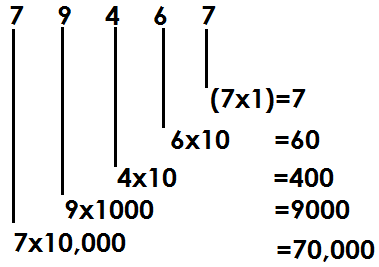 7 9 4 6 7
(7x1)=7
6x10 =60
4x10 =400
9x1000 =9000
7x10,000 =70,000